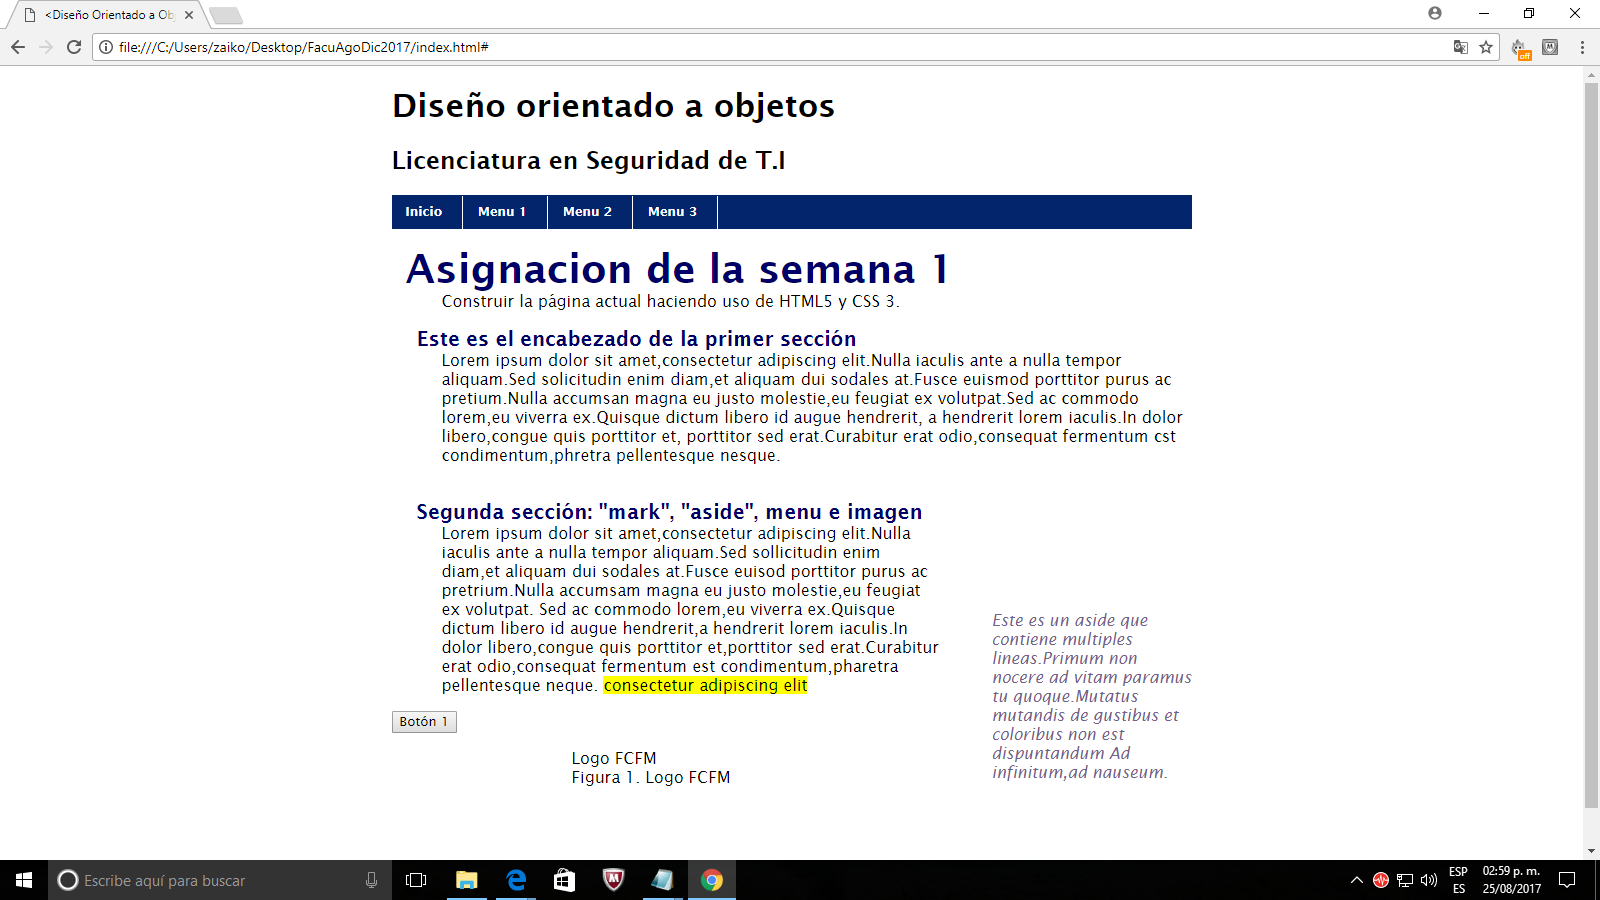 <Diseño Orientado a Ob
file:///C:/Users/zaiko/Desktop/FacuAgoDic2017/index.html#
off
Diseño orientado a objetos
Licenciatura en Seguridad de T.I
Inicio Menu 1 Menu 2 Menu 3
Asignacion de la semana 1
Construir la página actual haciendo uso de HTML5 y CSS 3.
Este es el encabezado de la primer sección
Lorem ipsum dolor sit amet,consectetur adipiscing elit.Nulla iaculis ante a nulla tempor
aliquam.Sed solicitudin enim diam,et aliquam dui sodales at.Fusce euismod porttitor purus ac
pretium.Nulla accumsan magna eu justo molestie,eu feugiat ex volutpat.Sed ac commodo
lorem,eu viverra ex.Quisque dictum libero id augue hendrerit, a hendrerit lorem iaculis.In dolor
libero,congue quis porttitor et, porttitor sed erat.Curabitur erat odio,consequat fermentum cst
condimentum,phretra pellentesque nesque.
Segunda sección: "mark", "aside", menu e imagen
Lorem ipsum dolor sit amet,consectetur adipiscing elit.Nulla
iaculis ante a nulla tempor aliquam.Sed sollicitudin enim
diam,et aliquam dui sodales at.Fusce euisod porttitor purus ac
pretrium.Nulla accumsam magna eu justo molestie,eu feugiat
ex volutpat. Sed ac commodo lorem,eu viverra ex.Quisque
dictum libero id augue hendrerit,a hendrerit lorem iaculis.In
dolor libero,congue quis porttitor et,porttitor sed erat.Curabitur
erat odio,consequat fermentum est condimentum,pharetra
pellentesque neque. consectetur adipiscing elit
Este es un aside que
contiene multiples
lineas.Primum non
nocere ad vitam paramus
tu quoque.Mutatus
mutandis de gustibus et
coloribus non est
dispuntandum Ad
infinitum,ad nauseum.
Botón 1
Logo FCFM
Figura 1. Logo FCFM
Escribe aquí para buscar
ESP
ES
02:59 p. m.
25/08/2017